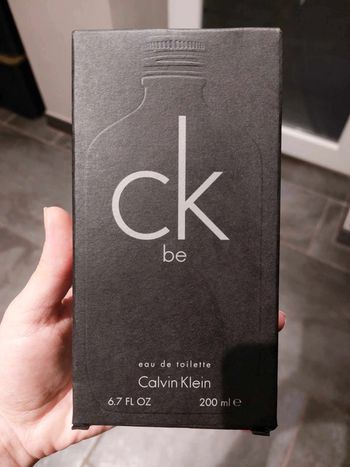 ck
be
eau de toilette
Calvin Klein
6.7 FL OZ 200 ml ℮